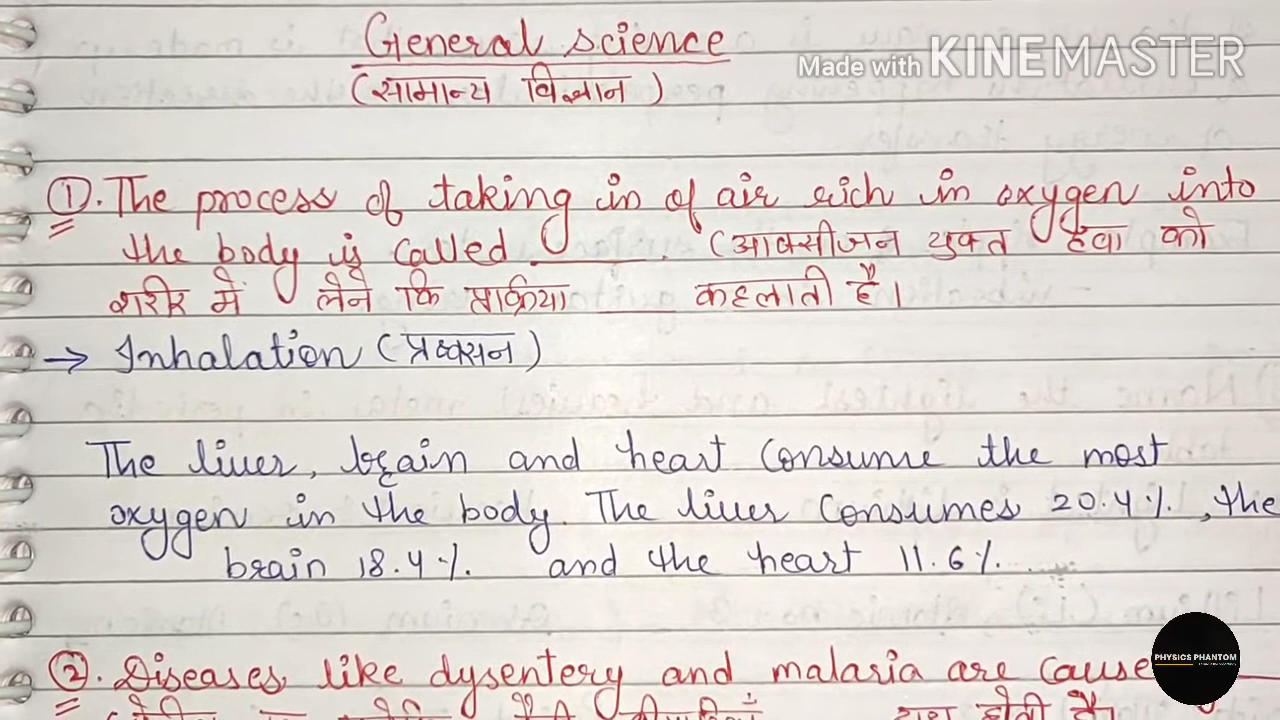 General science
Made with KINEMASTER
(सामान्य विज्ञान)
①. The process of taking in of air rich in oxygen into
the body is called ______. (आक्सीजन युक्त हवा को
शरीर में लेने कि प्राक्रिया ____ कहलाती हैं।
→ Inhalation (प्रश्वसन)
The liver, brain and heart consume the most
oxygen in the body. The liver consumes 20.4%, the
brain 18.4% and the heart 11.6%.
PHYSICS PHANTOM
②. Diseases like dysentery and malaria are cause